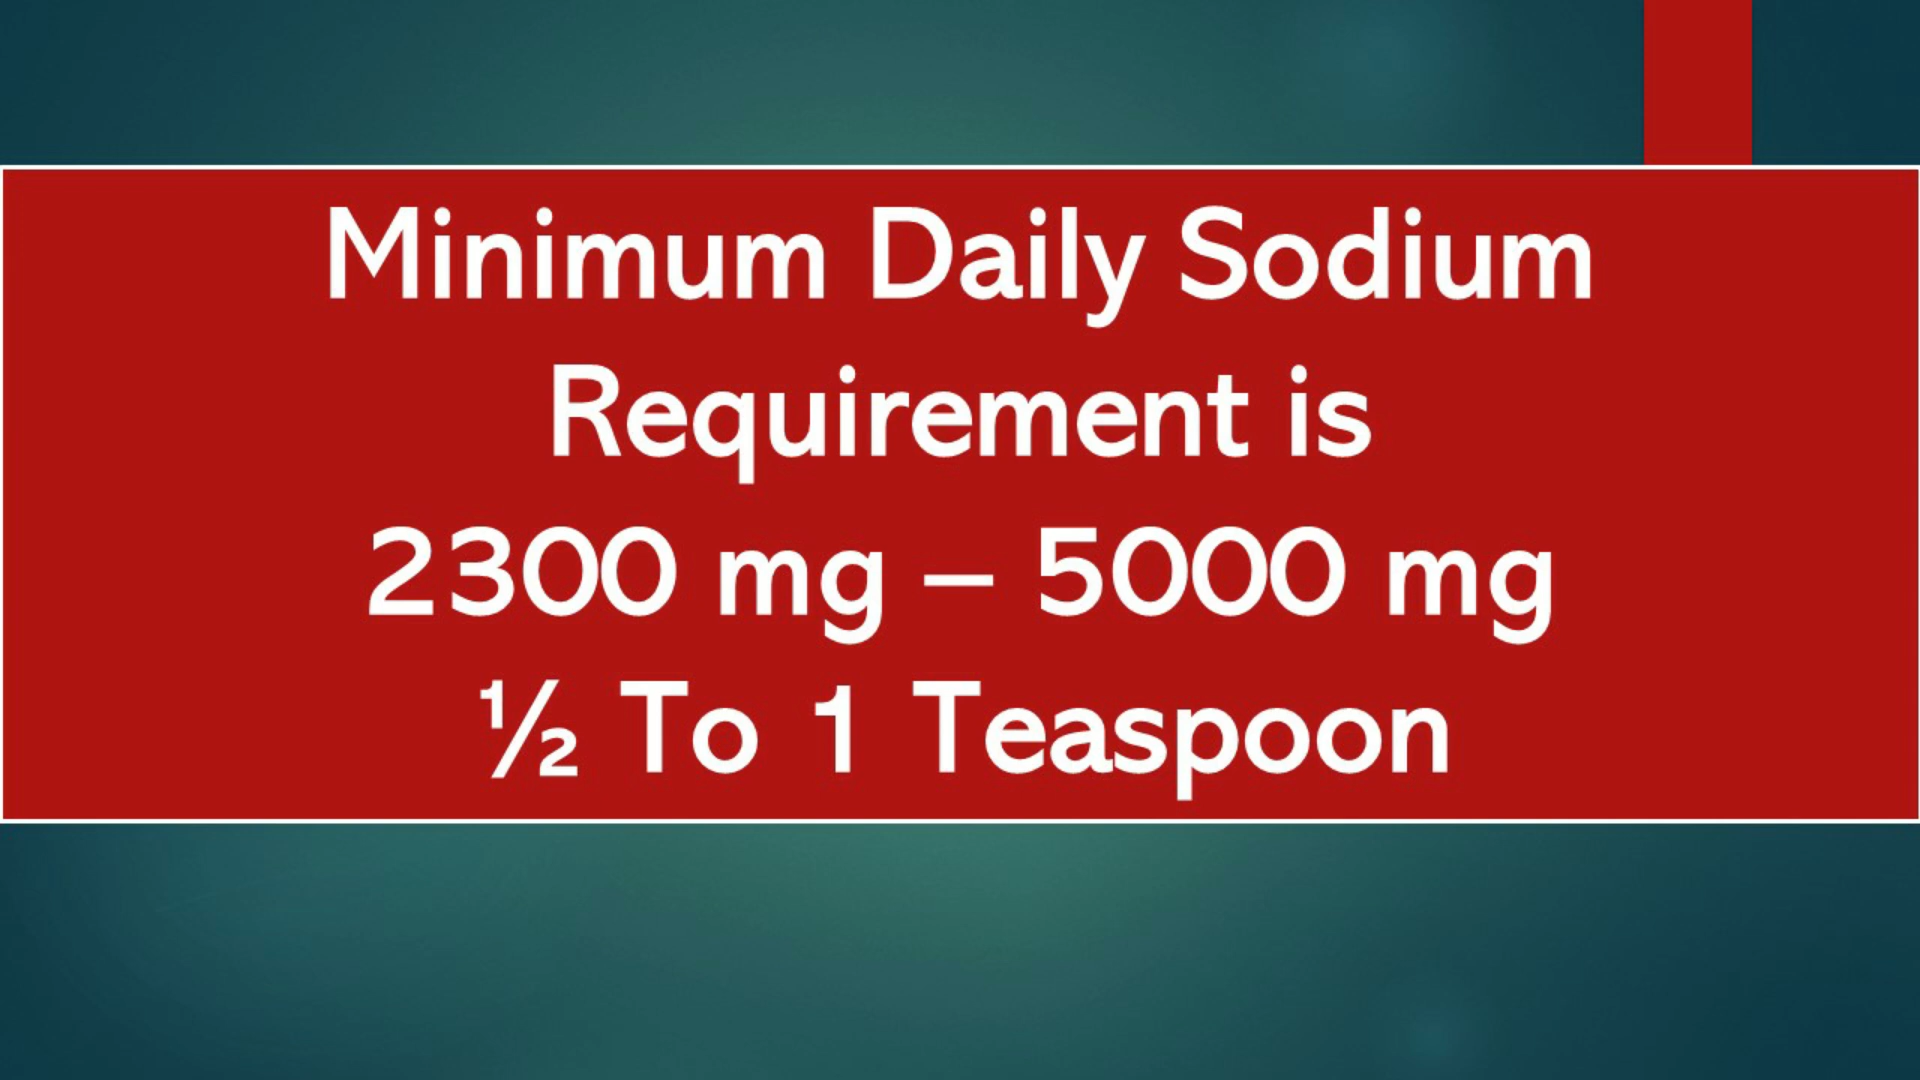 Minimum Daily Sodium
Requirement is
2300 mg – 5000 mg
½ To 1 Teaspoon